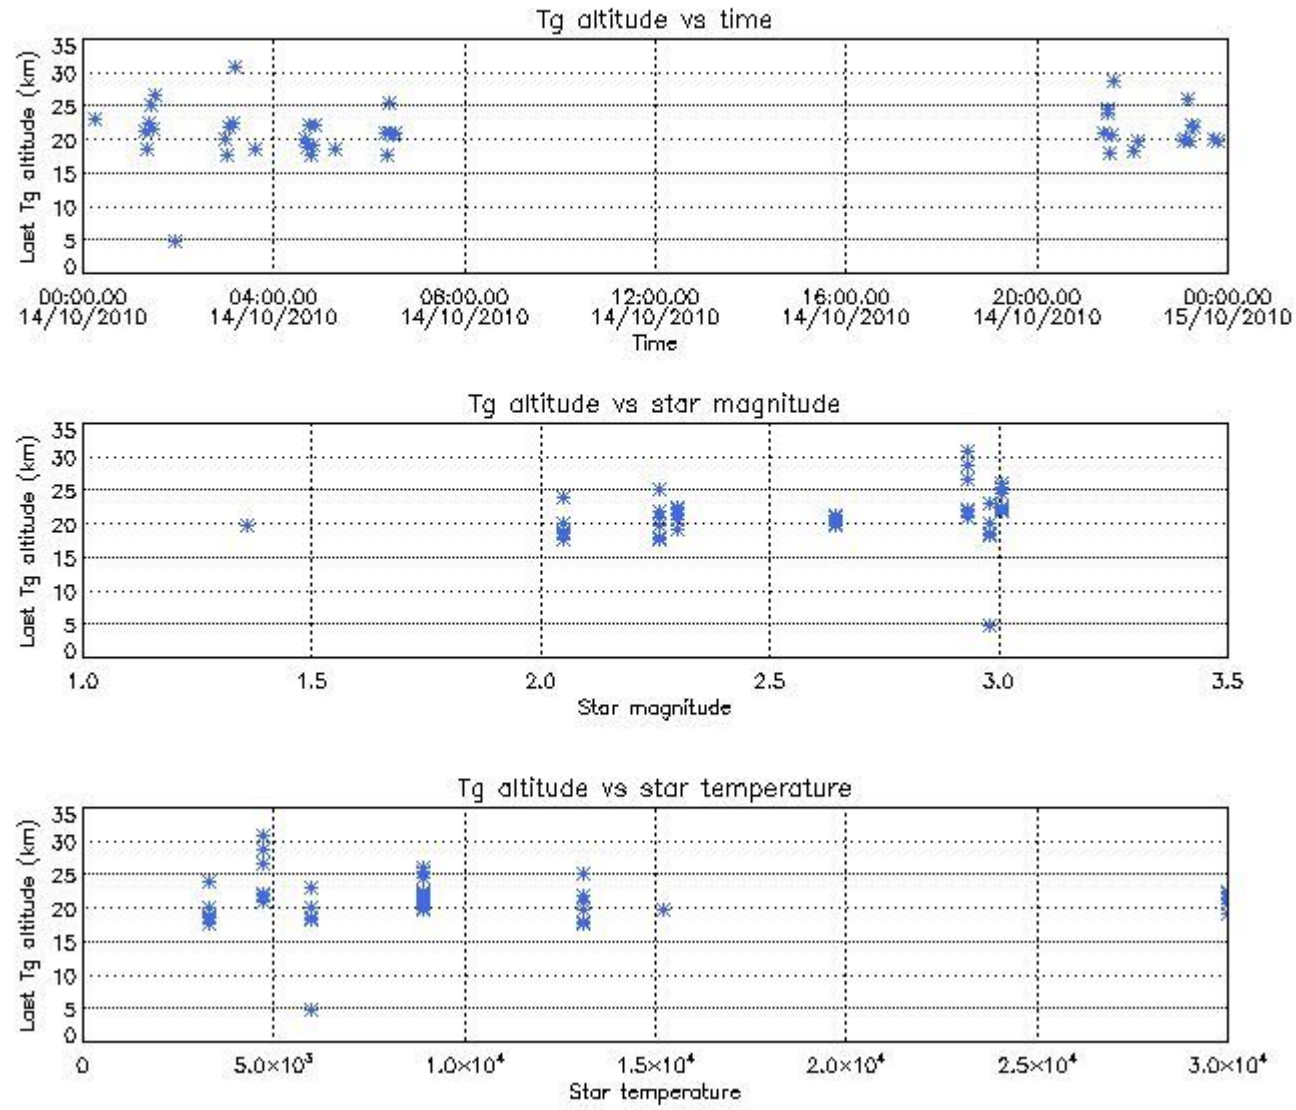 Tg altitude vs time
Last Tg altitude (km)
35
30
25
20
15
10
5
0
00:00.00 04:00.00 08:00.00 12:00.00 16:00.00 20:00.00 00:00.00
14/10/2010 14/10/2010 14/10/2010 14/10/2010 14/10/2010 14/10/2010 15/10/2010
Time
Tg altitude vs star magnitude
Last Tg altitude (km)
35
30
25
20
15
10
5
0
1.0 1.5 2.0 2.5 3.0 3.5
Star magnitude
Tg altitude vs star temperature
Last Tg altitude (km)
35
30
25
20
15
10
5
0
0 5.0×10³ 1.0×10⁴ 1.5×10⁴ 2.0×10⁴ 2.5×10⁴ 3.0×10⁴
Star temperature